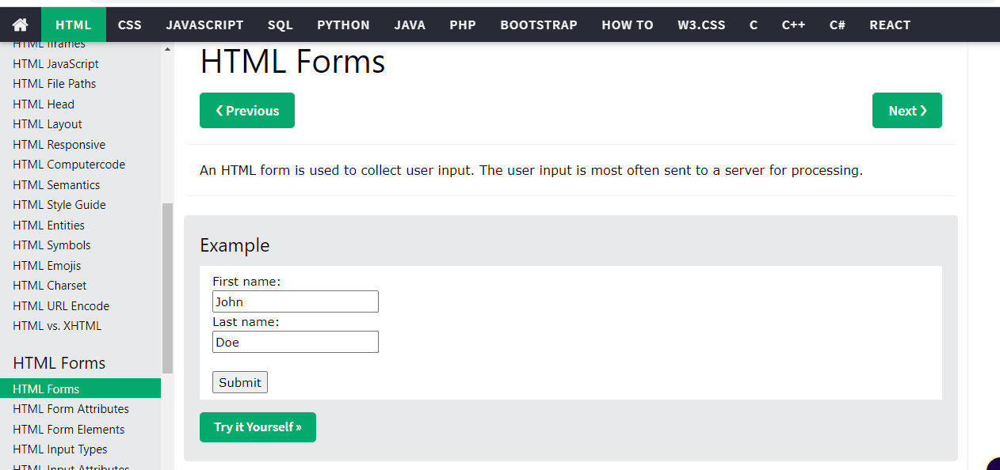 HTML CSS JAVASCRIPT SQL PYTHON JAVA PHP BOOTSTRAP HOW TO W3.CSS C C++ C# REACT
HTML Iframes
HTML JavaScript
HTML File Paths
HTML Head
HTML Layout
HTML Responsive
HTML Computercode
HTML Semantics
HTML Style Guide
HTML Entities
HTML Symbols
HTML Emojis
HTML Charset
HTML URL Encode
HTML vs. XHTML
HTML Forms
HTML Forms
HTML Form Attributes
HTML Form Elements
HTML Input Types
HTML Input Attributes
HTML Forms
❮ Previous
Next ❯
An HTML form is used to collect user input. The user input is most often sent to a server for processing.
Example
First name:
John
Last name:
Doe
Submit
Try it Yourself »